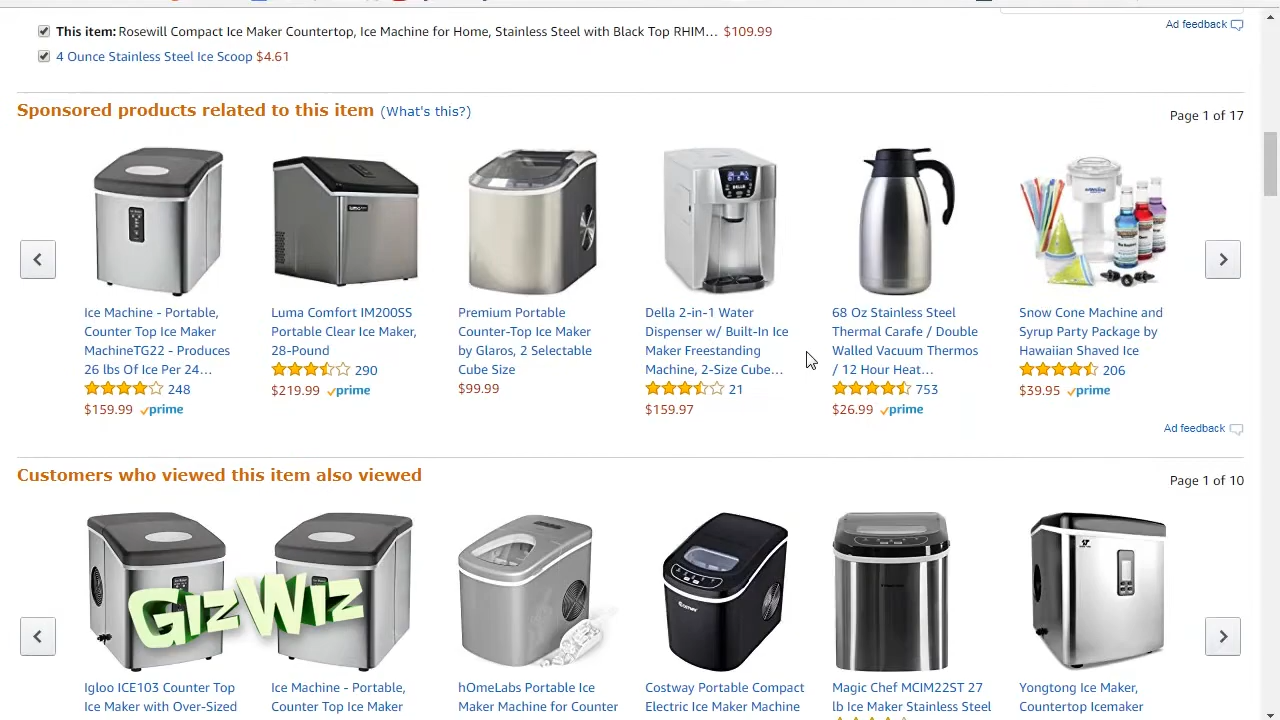 Ad feedback
This item: Rosewill Compact Ice Maker Countertop, Ice Machine for Home, Stainless Steel with Black Top RHIM... $109.99
4 Ounce Stainless Steel Ice Scoop $4.61
Sponsored products related to this item (What's this?)
Page 1 of 17
Ice Machine - Portable,
Counter Top Ice Maker
MachineTG22 - Produces
26 lbs Of Ice Per 24...
248
$159.99 prime
Luma Comfort IM200SS
Portable Clear Ice Maker,
28-Pound
290
$219.99 prime
Premium Portable
Counter-Top Ice Maker
by Glaros, 2 Selectable
Cube Size
$99.99
DELLA
Della 2-in-1 Water
Dispenser w/ Built-In Ice
Maker Freestanding
Machine, 2-Size Cube...
21
$159.97
68 Oz Stainless Steel
Thermal Carafe / Double
Walled Vacuum Thermos
/ 12 Hour Heat...
753
$26.99 prime
Snow Cone Machine and
Syrup Party Package by
Hawaiian Shaved Ice
206
$39.95 prime
Ad feedback
Customers who viewed this item also viewed
Page 1 of 10
GizWiz
Igloo ICE103 Counter Top
Ice Maker with Over-Sized
Ice Machine - Portable,
Counter Top Ice Maker
hOmeLabs Portable Ice
Maker Machine for Counter
Costway Portable Compact
Electric Ice Maker Machine
Magic Chef MCIM22ST 27
lb Ice Maker Stainless Steel
Yongtong Ice Maker,
Countertop Icemaker